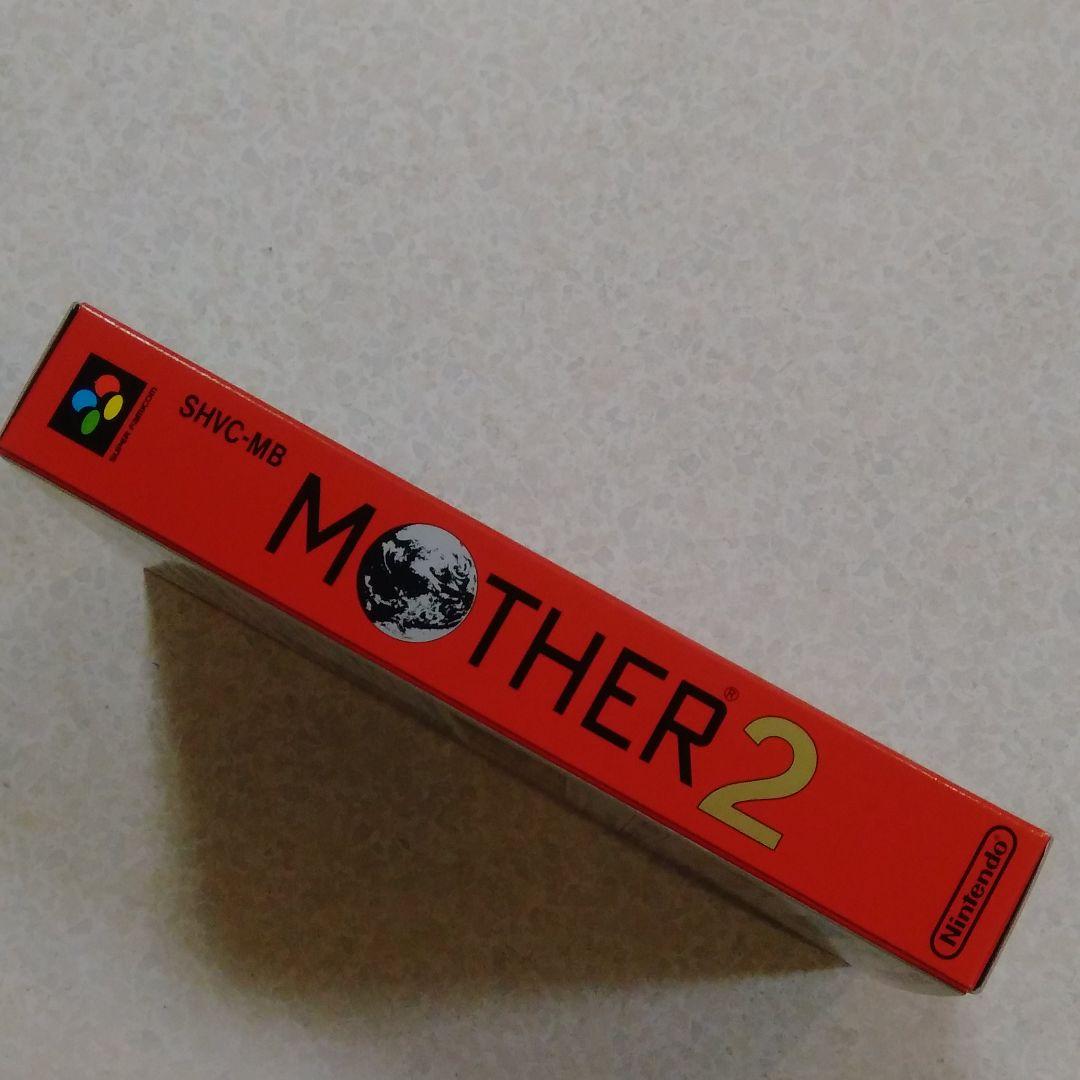 SUPER FAMICOM
SHVC-MB
MOTHER®2
Nintendo®